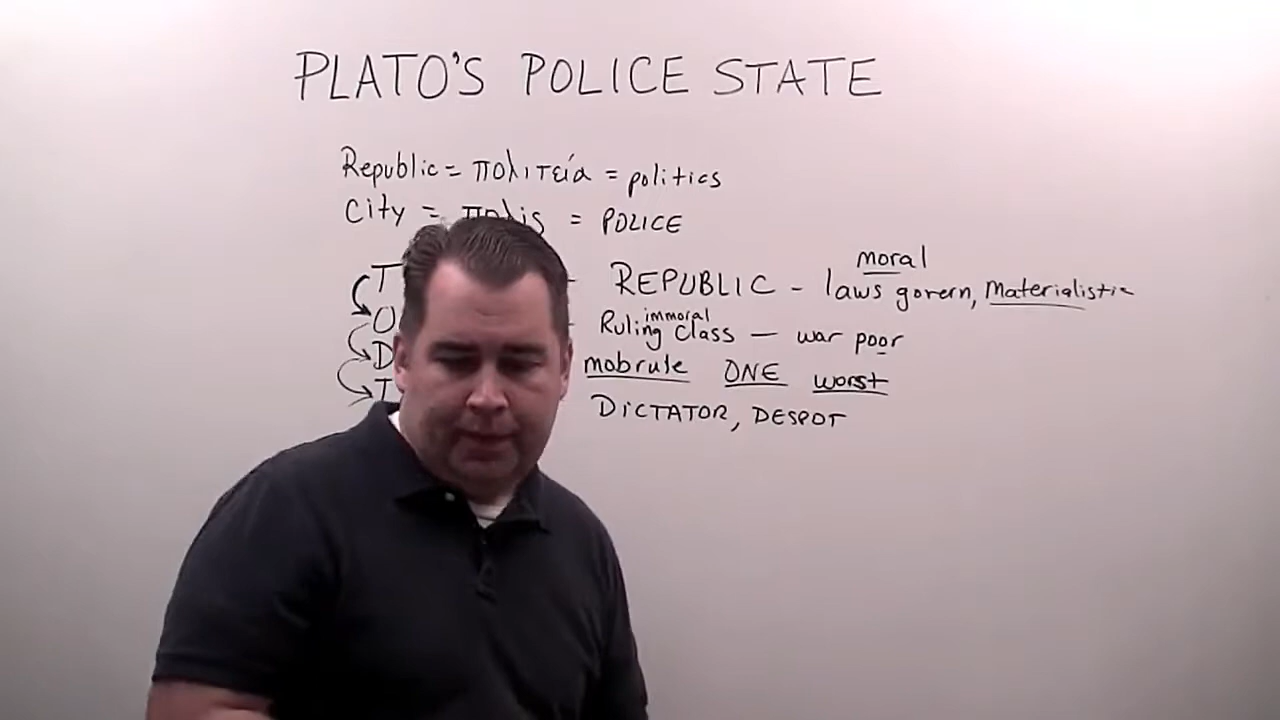 PLATO'S POLICE STATE
Republic = πολιτεία = politics
City = πόλις = POLICE
moral
T - REPUBLIC - laws govern, Materialistic
immoral
O - Ruling class - war poor
D mobrule ONE worst
T DICTATOR, DESPOT